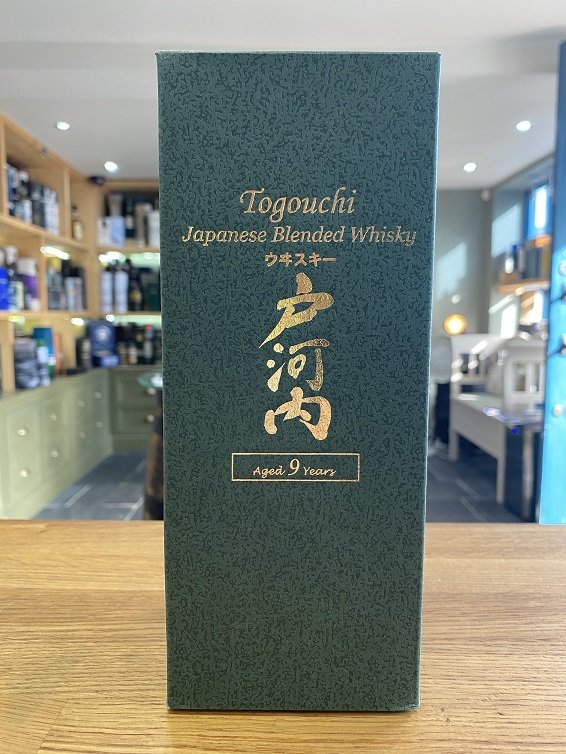 Togouchi
Japanese Blended Whisky
ウヰスキー
戸河内
Aged 9 Years